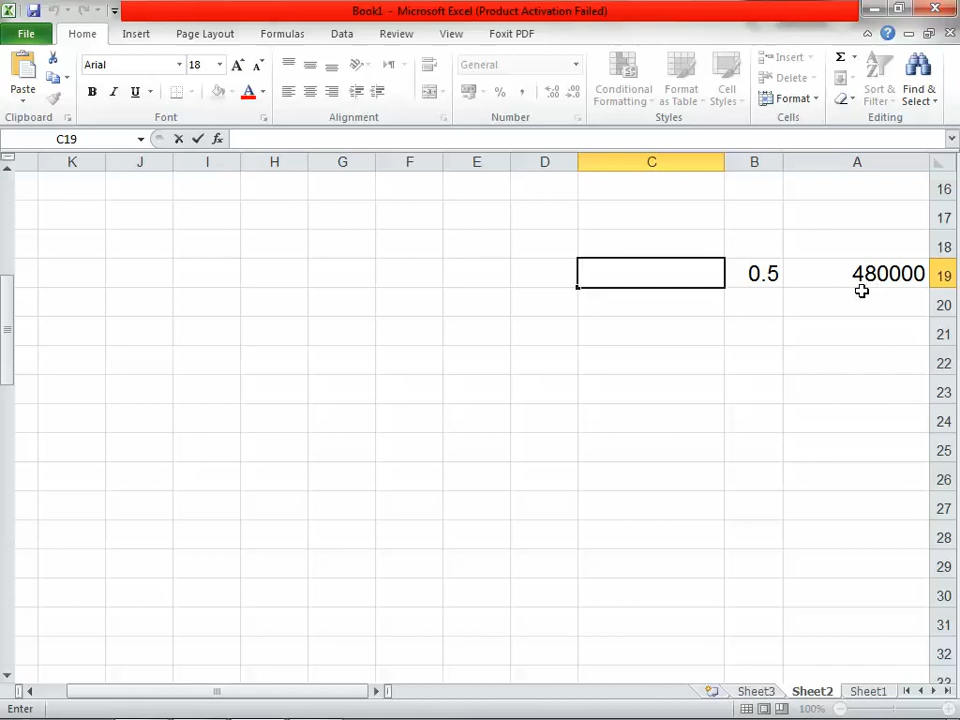 Book1 - Microsoft Excel (Product Activation Failed)
File Home Insert Page Layout Formulas Data Review View Foxit PDF
Paste
Clipboard
Arial 18
B I U
Font
Alignment
General
Number
Conditional Formatting
Format as Table
Cell Styles
Styles
Insert
Delete
Format
Cells
Sort & Filter
Find & Select
Editing
C19 fx
K J I H G F E D C B A
16
17
18
0.5 480000 19
20
21
22
23
24
25
26
27
28
29
30
31
32
Sheet3 Sheet2 Sheet1
Enter 100%